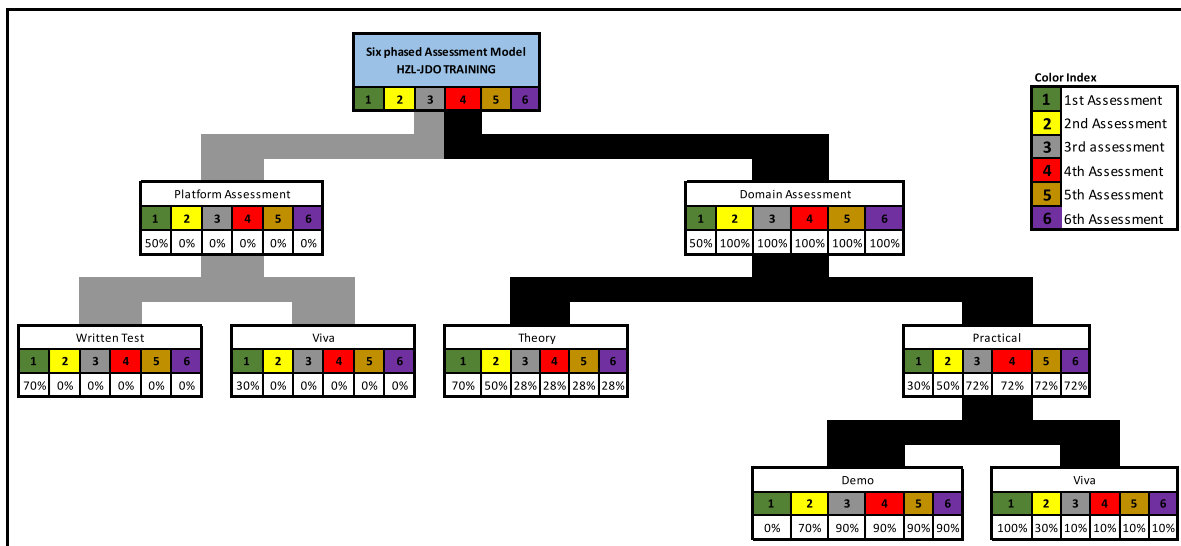 Six phased Assessment Model
HZL-JDO TRAINING
1 2 3 4 5 6
Color Index
1 1st Assessment
2 2nd Assessment
3 3rd assessment
4 4th Assessment
5 5th Assessment
6 6th Assessment
Platform Assessment
1 2 3 4 5 6
50% 0% 0% 0% 0% 0%
Domain Assessment
1 2 3 4 5 6
50% 100% 100% 100% 100% 100%
Written Test
1 2 3 4 5 6
70% 0% 0% 0% 0% 0%
Viva
1 2 3 4 5 6
30% 0% 0% 0% 0% 0%
Theory
1 2 3 4 5 6
70% 50% 28% 28% 28% 28%
Practical
1 2 3 4 5 6
30% 50% 72% 72% 72% 72%
Demo
1 2 3 4 5 6
0% 70% 90% 90% 90% 90%
Viva
1 2 3 4 5 6
100% 30% 10% 10% 10% 10%